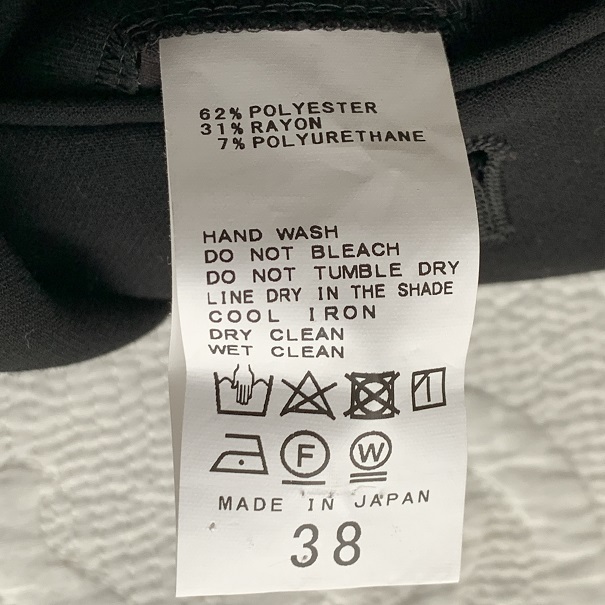 62% POLYESTER
31% RAYON
7% POLYURETHANE
HAND WASH
DO NOT BLEACH
DO NOT TUMBLE DRY
LINE DRY IN THE SHADE
COOL IRON
DRY CLEAN
WET CLEAN
F W
MADE IN JAPAN
38